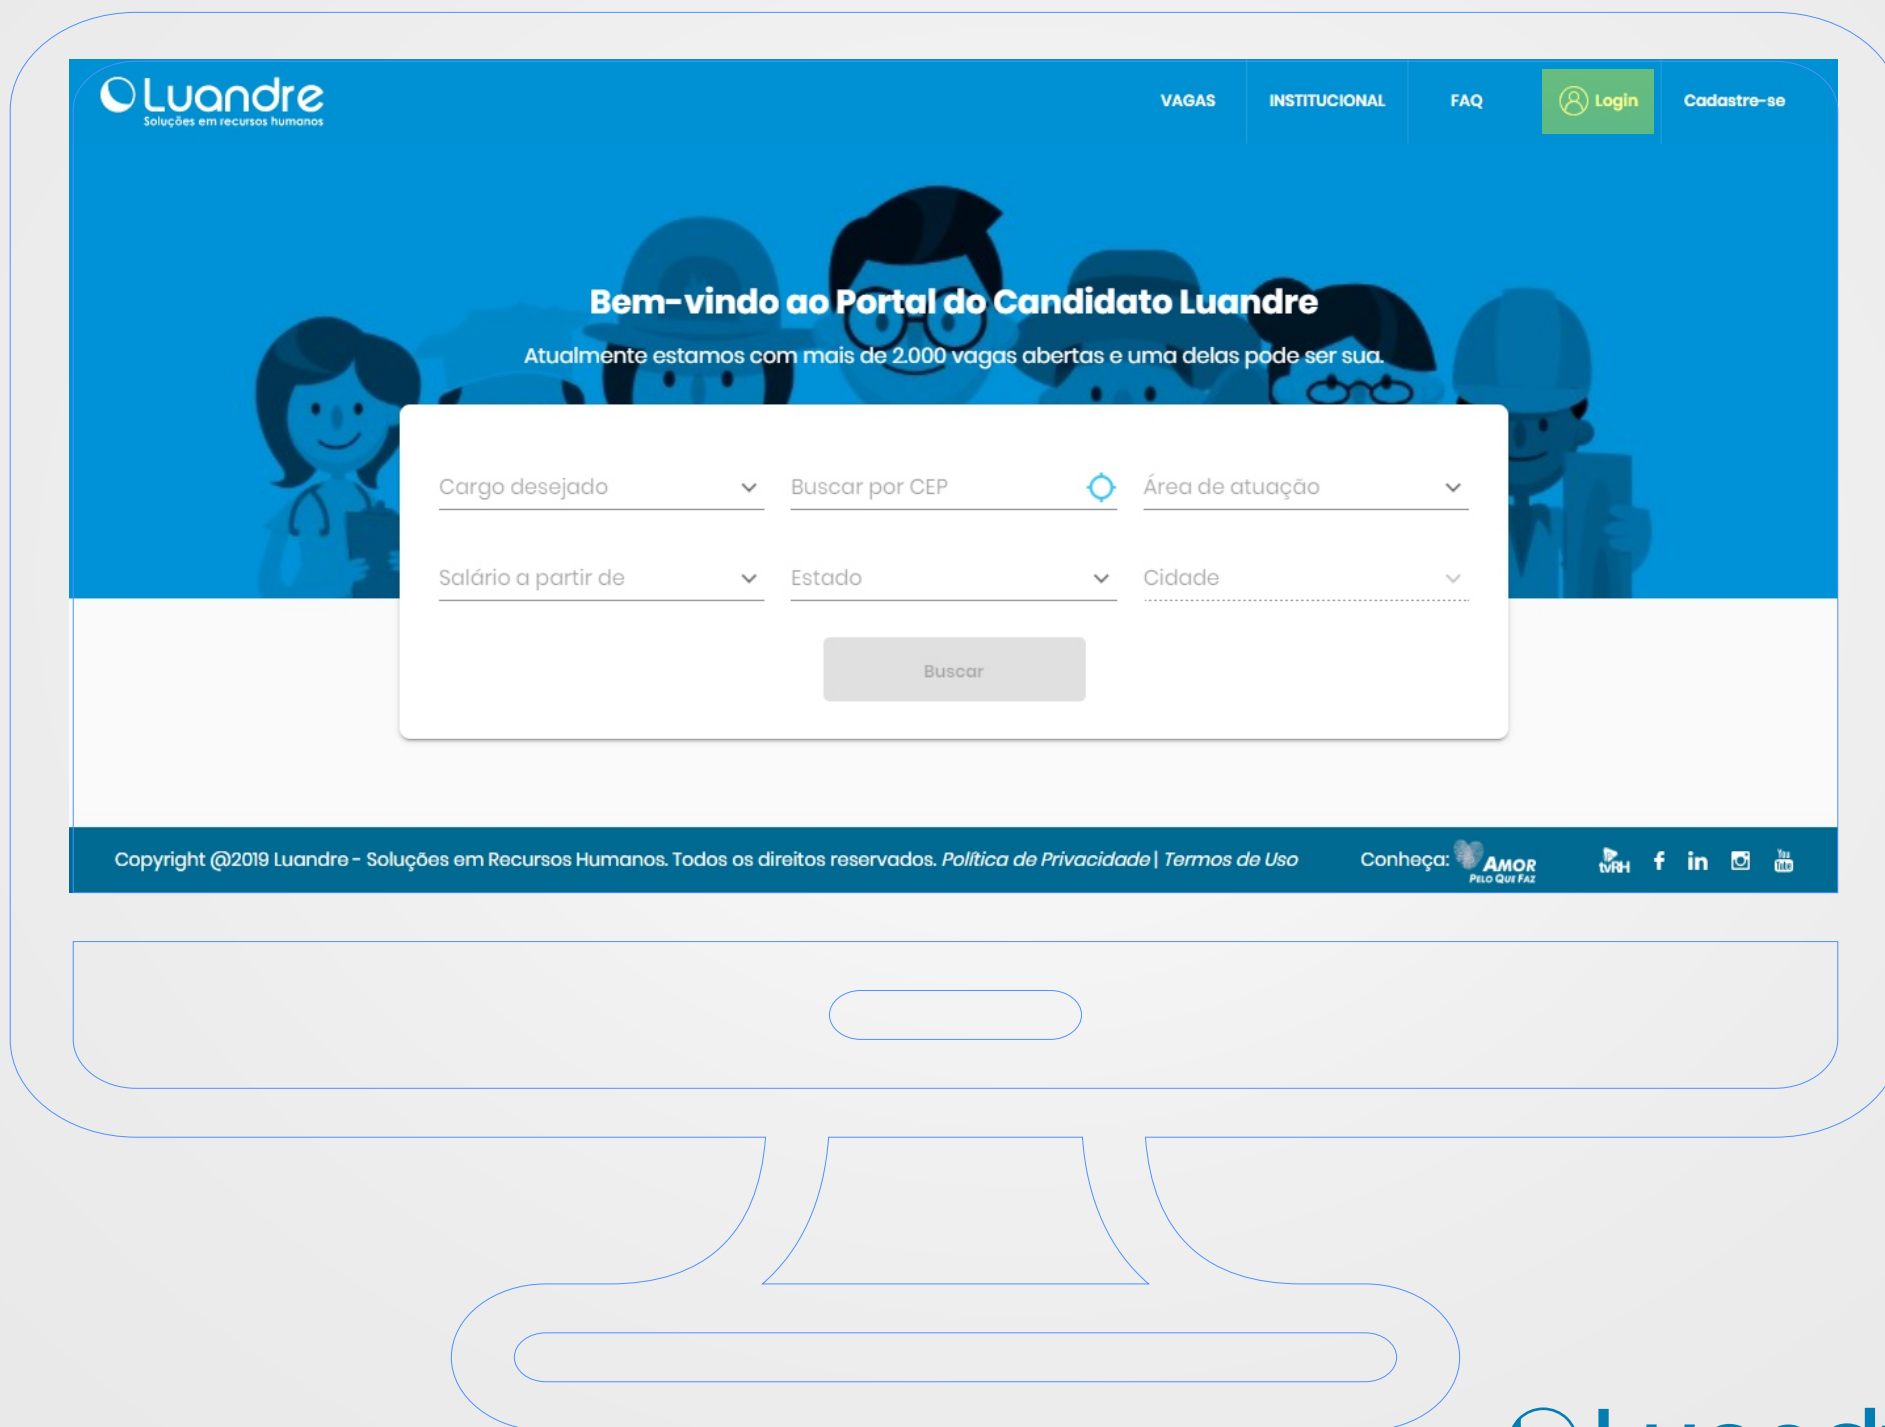 Luandre
Soluções em recursos humanos
VAGAS
INSTITUCIONAL
FAQ
Login
Cadastre-se
Bem-vindo ao Portal do Candidato Luandre
Atualmente estamos com mais de 2.000 vagas abertas e uma delas pode ser sua.
Cargo desejado
Buscar por CEP
Área de atuação
Salário a partir de
Estado
Cidade
Buscar
Copyright @2019 Luandre - Soluções em Recursos Humanos. Todos os direitos reservados. Política de Privacidade | Termos de Uso
Conheça:
AMOR
PELO QUE FAZ
tvRH
f
in
You
Tube